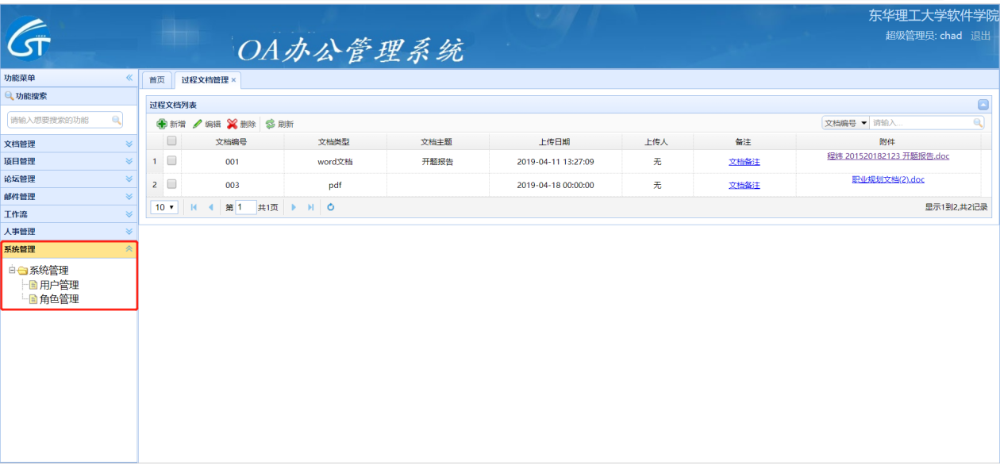 东华理工大学软件学院
超级管理员: chad 退出
OA办公管理系统
功能菜单
功能搜索
请输入想要搜索的功能
文档管理
项目管理
论坛管理
邮件管理
工作流
人事管理
系统管理
系统管理
用户管理
角色管理
首页 过程文档管理
过程文档列表
新增 编辑 删除 刷新 文档编号 请输入...
文档编号 文档类型 文档主题 上传日期 上传人 备注 附件
1 001 word文档 开题报告 2019-04-11 13:27:09 无 文档备注 程炜 201520182123 开题报告.doc
2 003 pdf 2019-04-18 00:00:00 无 文档备注 职业规划文档(2).doc
10 第 1 共1页 显示1到2,共2记录